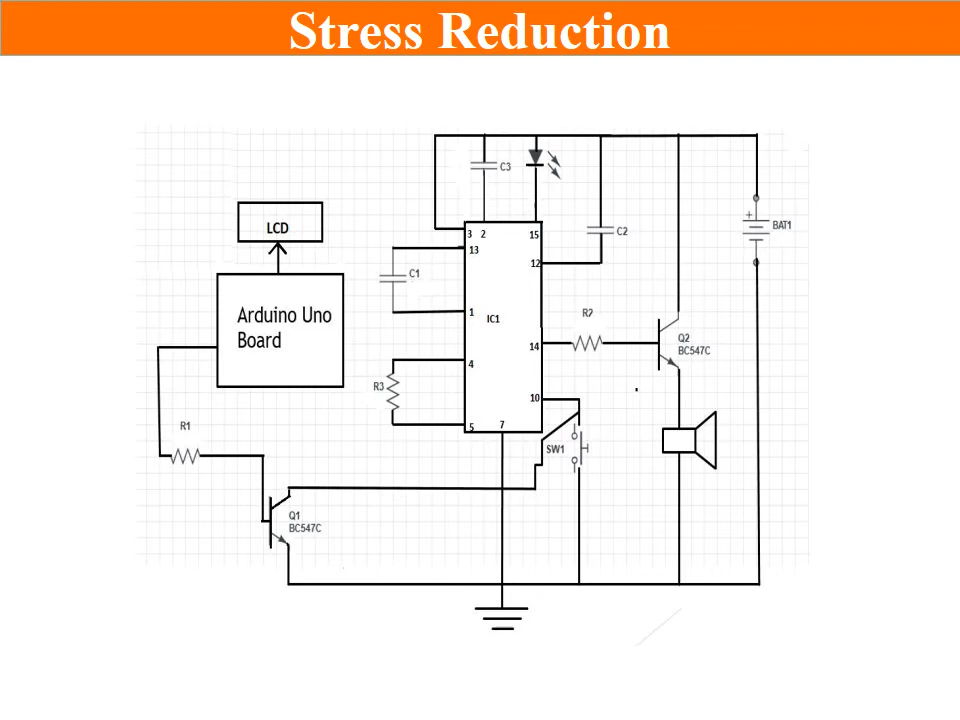 Stress Reduction
C3
LCD
3 2
15
C2
+
BAT1
13
12
C1
1
IC1
Arduino Uno
Board
R2
14
Q2
BC547C
4
R3
10
5
7
R1
SW1
Q1
BC547C